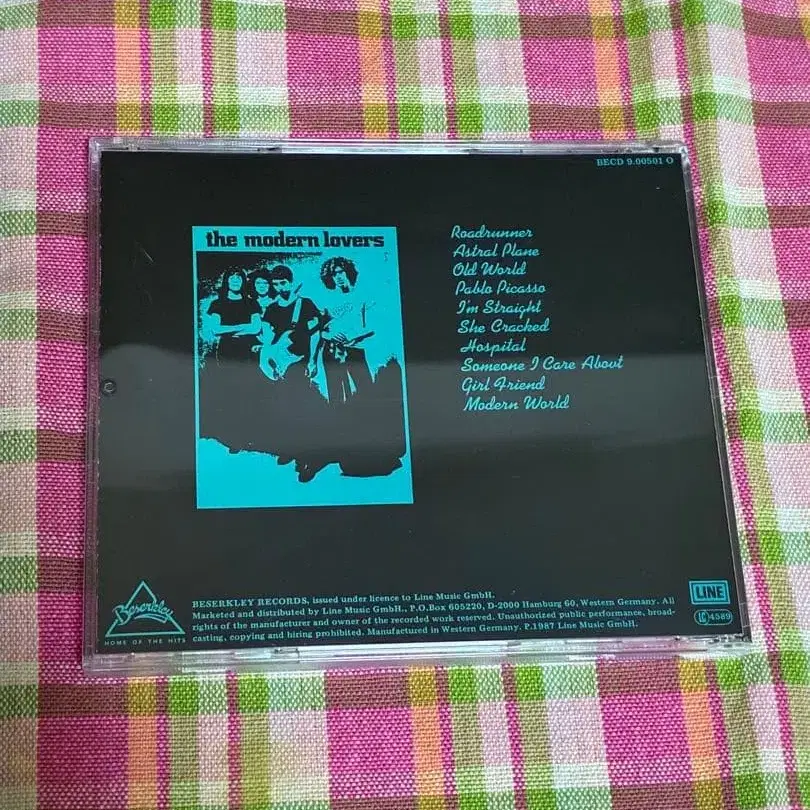 BECD 9.00501 O
the modern lovers
Roadrunner
Astral Plane
Old World
Pablo Picasso
I'm Straight
She Cracked
Hospital
Someone I Care About
Girl Friend
Modern World
Beserkley
HOME OF THE HITS
BESERKLEY RECORDS, issued under licence to Line Music GmbH.
Marketed and distributed by Line Music GmbH., P.O.Box 605220, D-2000 Hamburg 60, Western Germany. All
rights of the manufacturer and owner of the recorded work reserved. Unauthorized public performance, broad-
casting, copying and hiring prohibited. Manufactured in Western Germany. P.1987 Line Music GmbH.
LINE
LC 4589